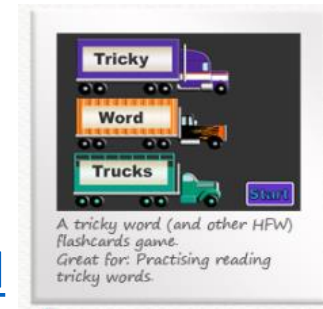 Tricky
Word
Trucks
Start
A tricky word (and other HFW)
flashcards game.
Great for: Practising reading
tricky words.